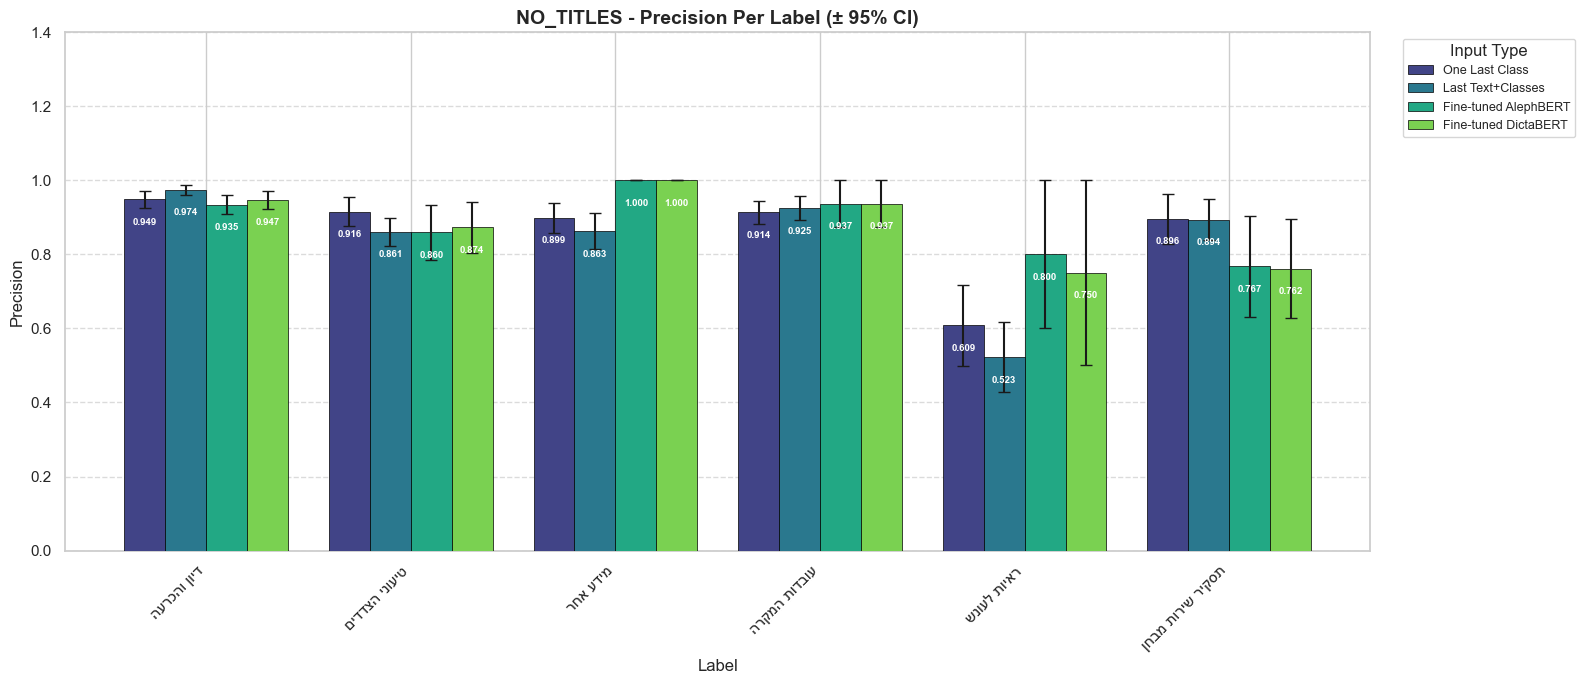 NO_TITLES - Precision Per Label (± 95% CI)
Input Type
One Last Class
Last Text+Classes
Fine-tuned AlephBERT
Fine-tuned DictaBERT
Precision
1.4
1.2
1.0
0.8
0.6
0.4
0.2
0.0
0.949
0.974
0.935
0.947
0.916
0.861
0.860
0.874
0.899
0.863
1.000
1.000
0.914
0.925
0.937
0.937
0.609
0.523
0.800
0.750
0.896
0.894
0.767
0.762
דיון והכרעה
טיעוני הצדדים
מידע אחר
עובדות המקרה
ראיות לעונש
תסקיר שירות מבחן
Label